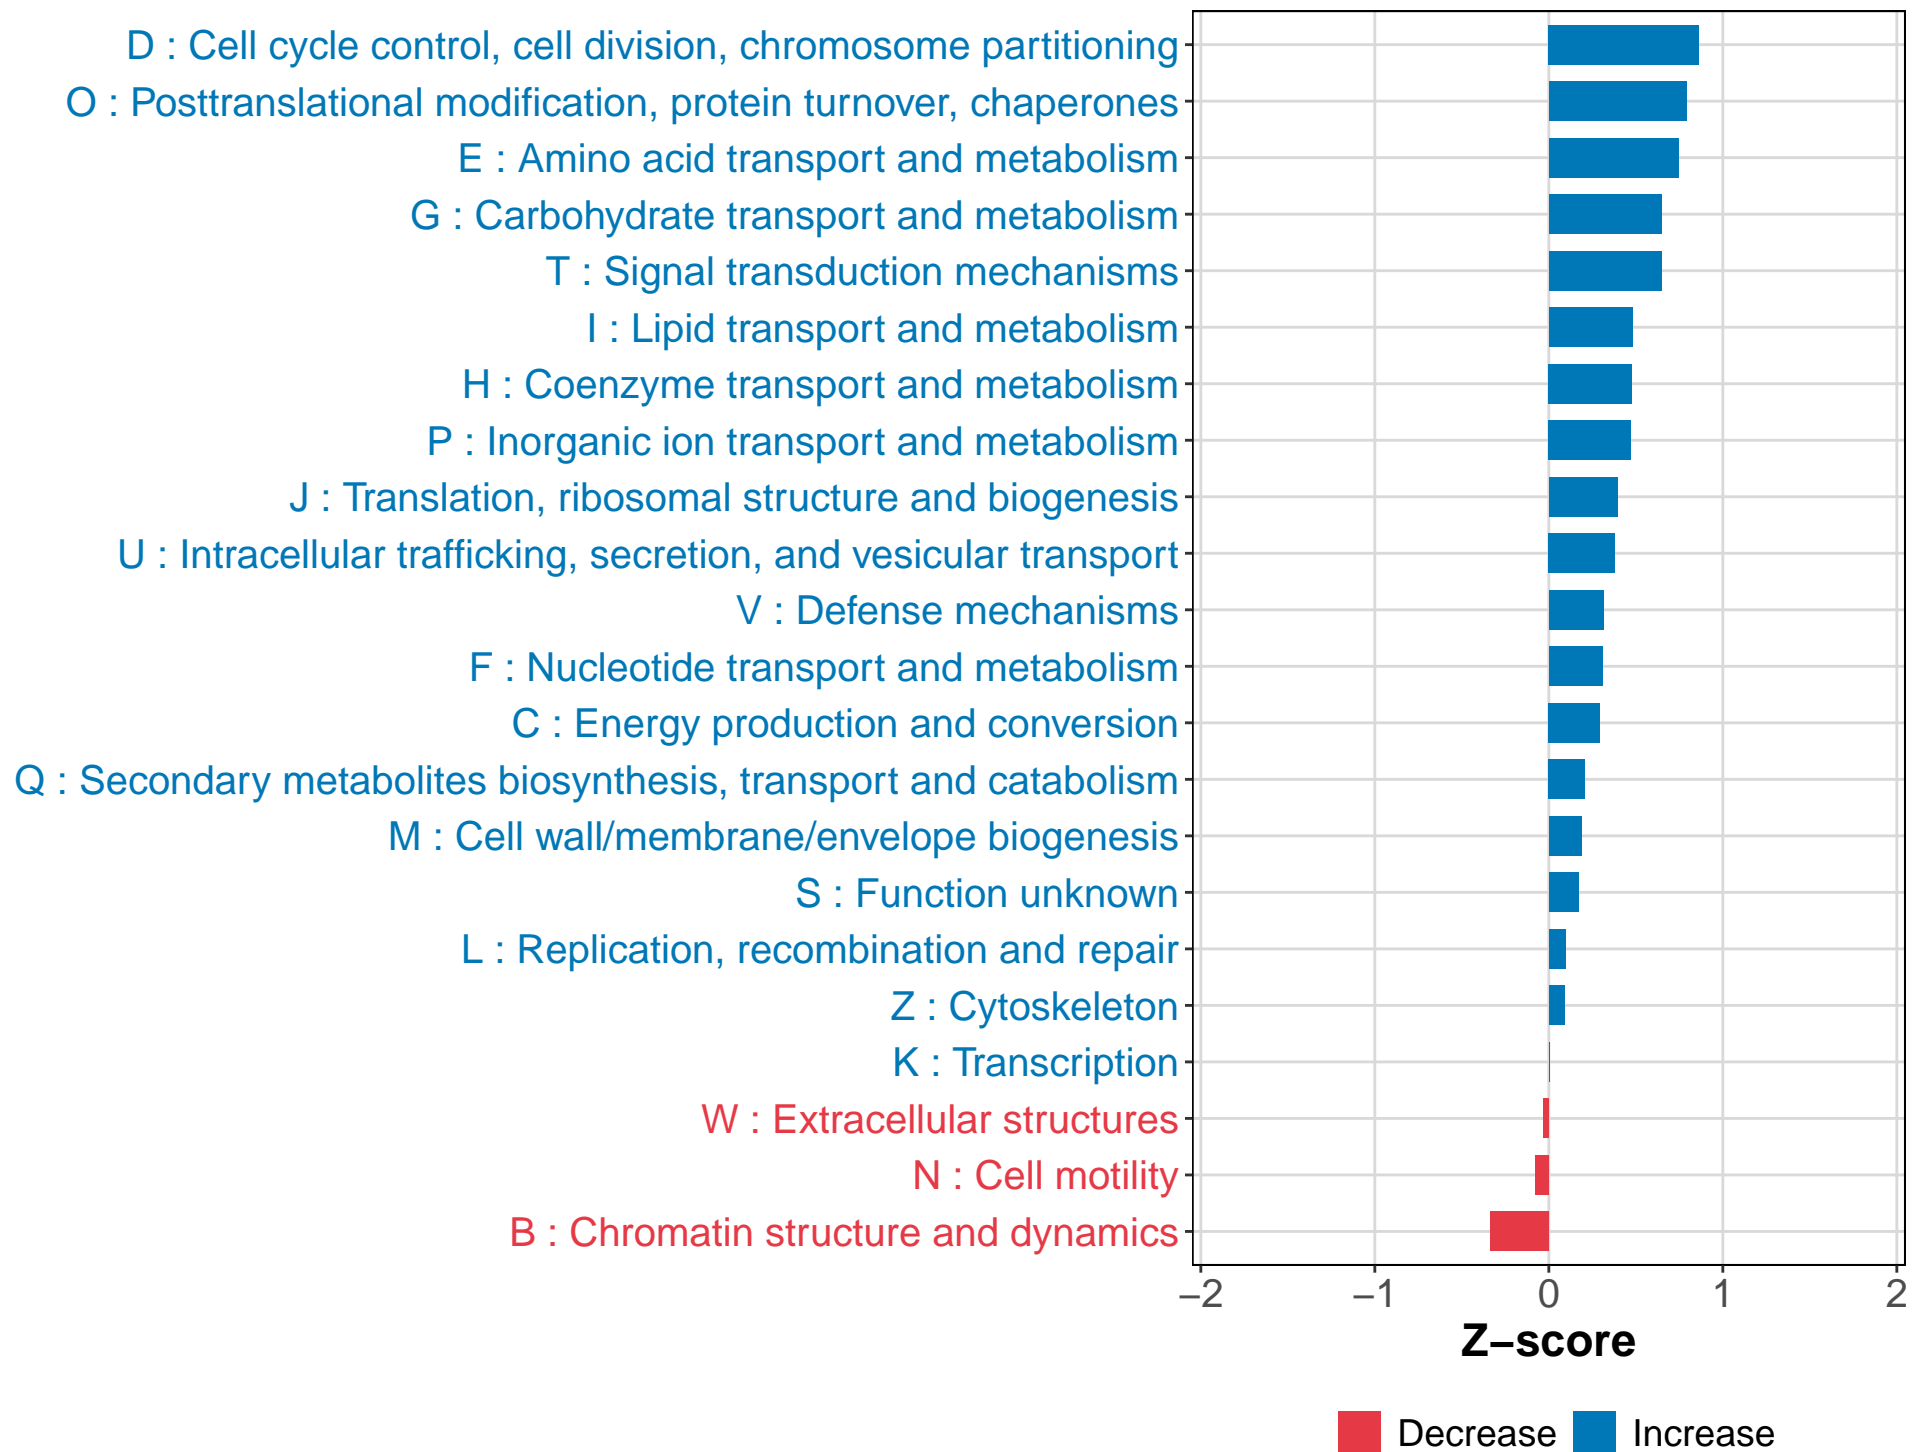 D : Cell cycle control, cell division, chromosome partitioning
O : Posttranslational modification, protein turnover, chaperones
E : Amino acid transport and metabolism
G : Carbohydrate transport and metabolism
T : Signal transduction mechanisms
I : Lipid transport and metabolism
H : Coenzyme transport and metabolism
P : Inorganic ion transport and metabolism
J : Translation, ribosomal structure and biogenesis
U : Intracellular trafficking, secretion, and vesicular transport
V : Defense mechanisms
F : Nucleotide transport and metabolism
C : Energy production and conversion
Q : Secondary metabolites biosynthesis, transport and catabolism
M : Cell wall/membrane/envelope biogenesis
S : Function unknown
L : Replication, recombination and repair
Z : Cytoskeleton
K : Transcription
W : Extracellular structures
N : Cell motility
B : Chromatin structure and dynamics
−2 −1 0 1 2
Z−score
Decrease Increase